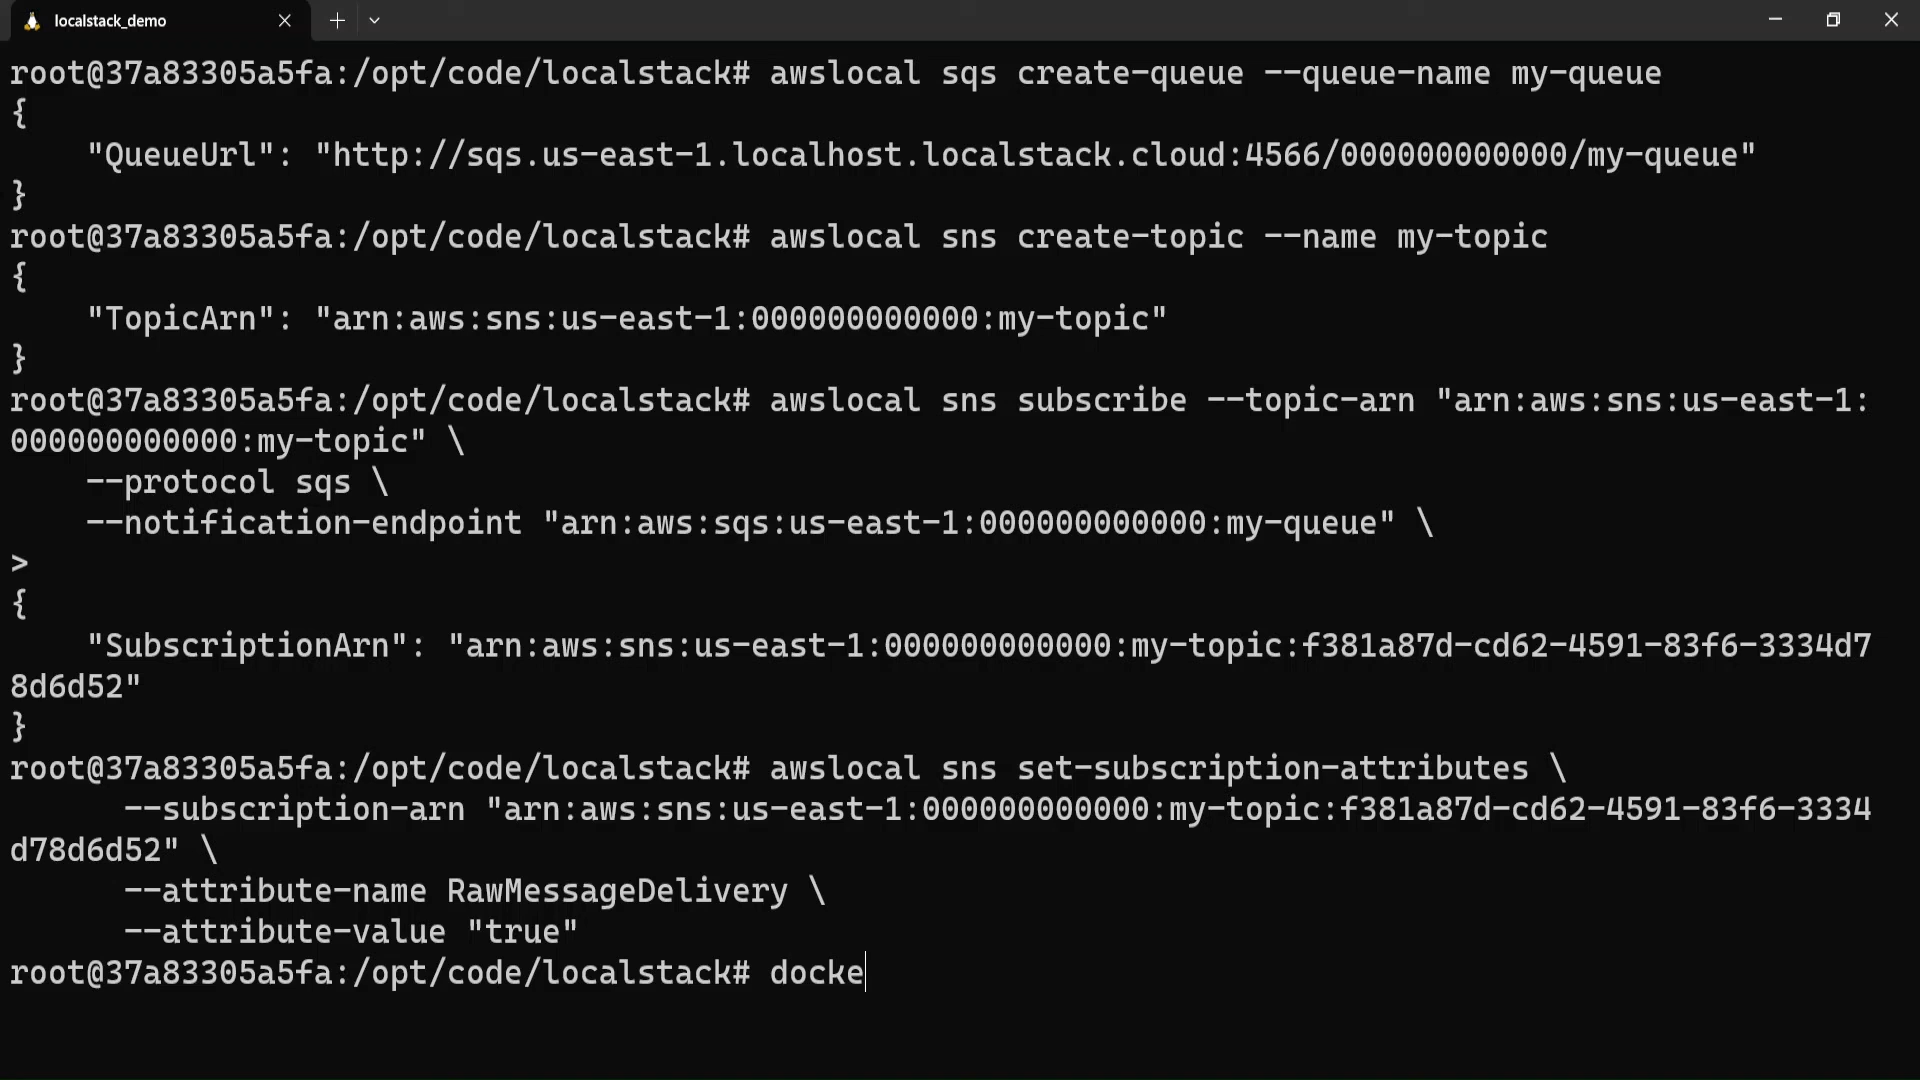 localstack_demo
root@37a83305a5fa:/opt/code/localstack# awslocal sqs create-queue --queue-name my-queue
{
    "QueueUrl": "http://sqs.us-east-1.localhost.localstack.cloud:4566/000000000000/my-queue"
}
root@37a83305a5fa:/opt/code/localstack# awslocal sns create-topic --name my-topic
{
    "TopicArn": "arn:aws:sns:us-east-1:000000000000:my-topic"
}
root@37a83305a5fa:/opt/code/localstack# awslocal sns subscribe --topic-arn "arn:aws:sns:us-east-1:
000000000000:my-topic" \
    --protocol sqs \
    --notification-endpoint "arn:aws:sqs:us-east-1:000000000000:my-queue" \
>
{
    "SubscriptionArn": "arn:aws:sns:us-east-1:000000000000:my-topic:f381a87d-cd62-4591-83f6-3334d7
8d6d52"
}
root@37a83305a5fa:/opt/code/localstack# awslocal sns set-subscription-attributes \
      --subscription-arn "arn:aws:sns:us-east-1:000000000000:my-topic:f381a87d-cd62-4591-83f6-3334
d78d6d52" \
      --attribute-name RawMessageDelivery \
      --attribute-value "true"
root@37a83305a5fa:/opt/code/localstack# docke